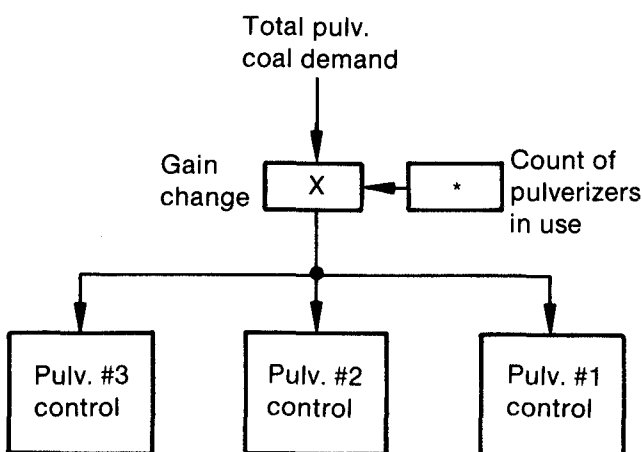 Total pulv.
coal demand
Gain
change
X
*
Count of
pulverizers
in use
Pulv. #3
control
Pulv. #2
control
Pulv. #1
control